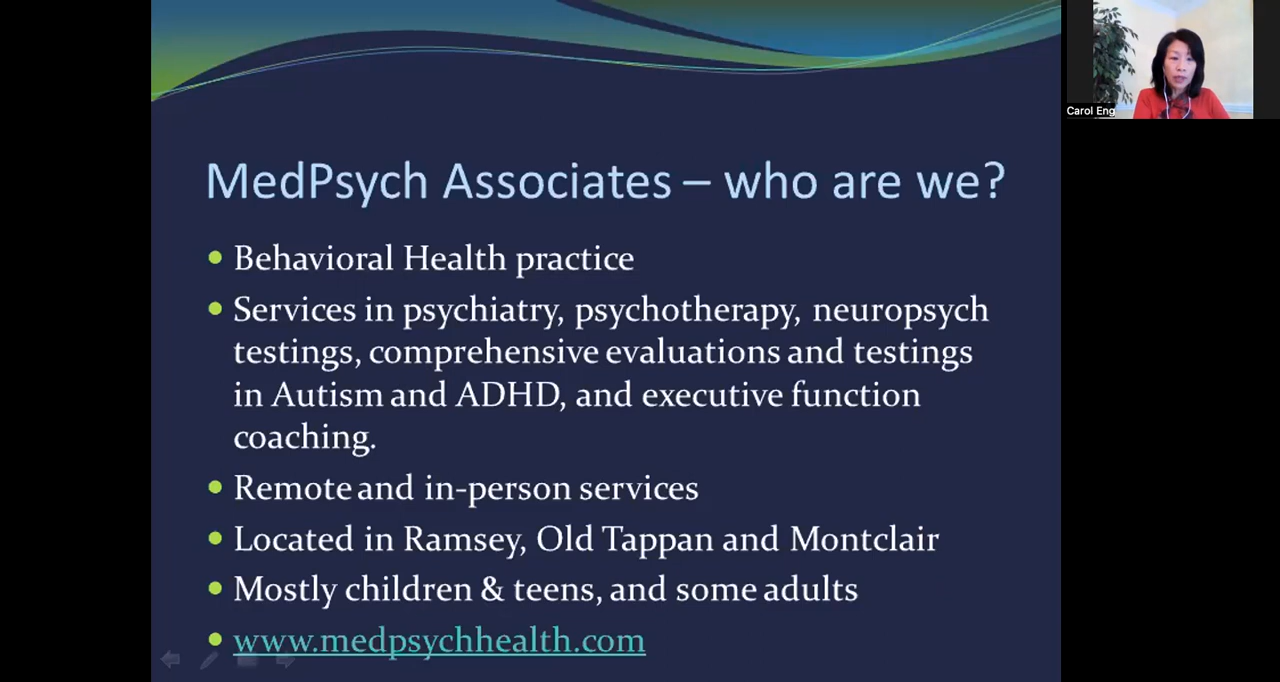 MedPsych Associates – who are we?
Behavioral Health practice
Services in psychiatry, psychotherapy, neuropsych
testings, comprehensive evaluations and testings
in Autism and ADHD, and executive function
coaching.
Remote and in-person services
Located in Ramsey, Old Tappan and Montclair
Mostly children & teens, and some adults
www.medpsychhealth.com
Carol Eng